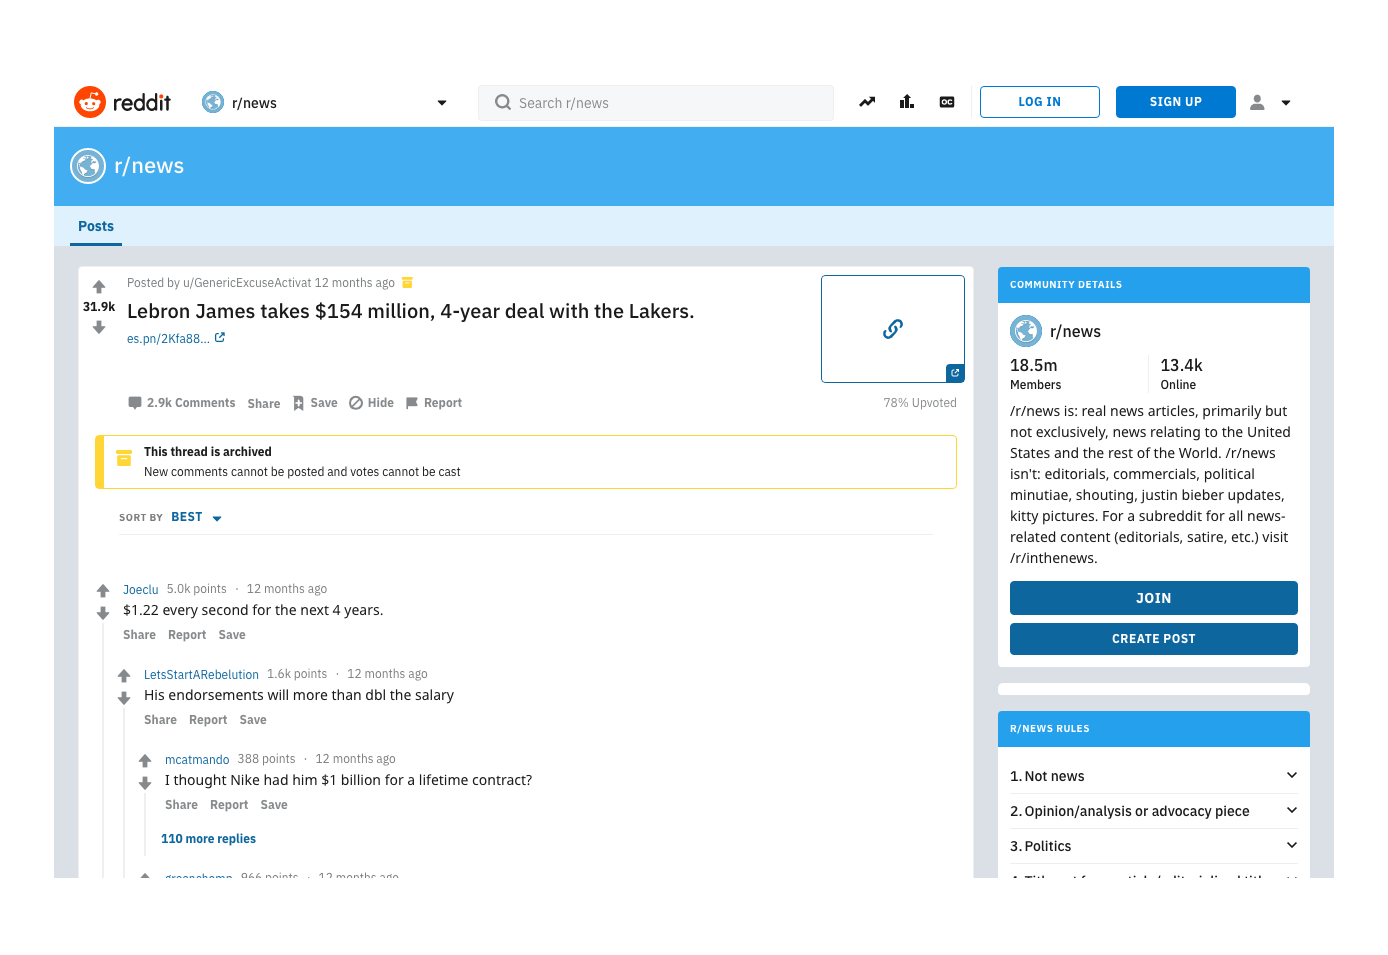 reddit
r/news
Search r/news
OC
LOG IN
SIGN UP
r/news
Posts
Posted by u/GenericExcuseActivat 12 months ago
31.9k
Lebron James takes $154 million, 4-year deal with the Lakers.
es.pn/2Kfa88...
2.9k Comments Share Save Hide Report
78% Upvoted
This thread is archived
New comments cannot be posted and votes cannot be cast
SORT BY BEST
Joeclu 5.0k points · 12 months ago
$1.22 every second for the next 4 years.
Share Report Save
LetsStartARebelution 1.6k points · 12 months ago
His endorsements will more than dbl the salary
Share Report Save
mcatmando 388 points · 12 months ago
I thought Nike had him $1 billion for a lifetime contract?
Share Report Save
110 more replies
966 points · 12 months ago
COMMUNITY DETAILS
r/news
18.5m
Members
13.4k
Online
/r/news is: real news articles, primarily but
not exclusively, news relating to the United
States and the rest of the World. /r/news
isn't: editorials, commercials, political
minutiae, shouting, justin bieber updates,
kitty pictures. For a subreddit for all news-
related content (editorials, satire, etc.) visit
/r/inthenews.
JOIN
CREATE POST
R/NEWS RULES
1. Not news
2. Opinion/analysis or advocacy piece
3. Politics